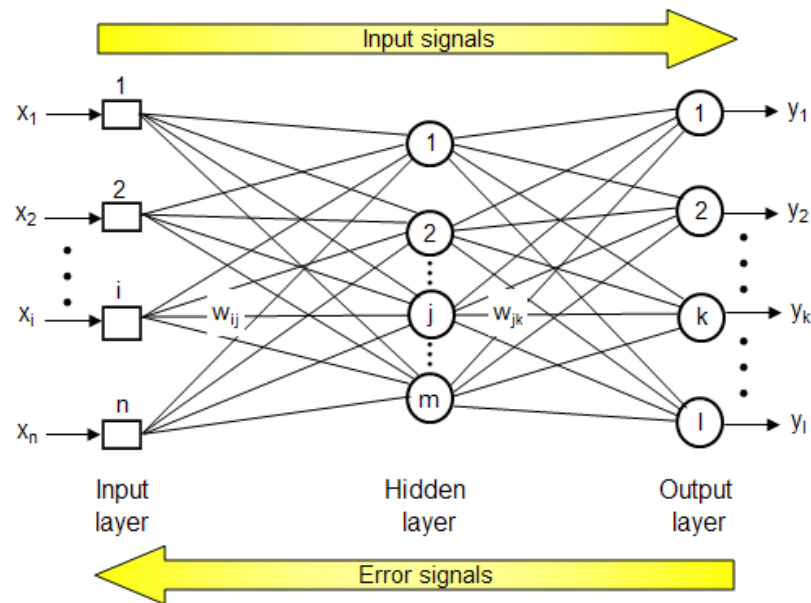 Input signals
1
x1
1
1
y1
2
x2
2
2
y2
i
xi
wij
j
wjk
k
yk
n
xn
m
l
yl
Input layer
Hidden layer
Output layer
Error signals